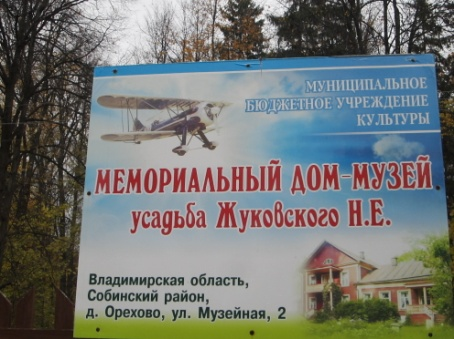 МУНИЦИПАЛЬНОЕ
БЮДЖЕТНОЕ УЧРЕЖДЕНИЕ
КУЛЬТУРЫ
МЕМОРИАЛЬНЫЙ ДОМ-МУЗЕЙ
усадьба Жуковского Н.Е.
Владимирская область,
Собинский район,
д. Орехово, ул. Музейная, 2